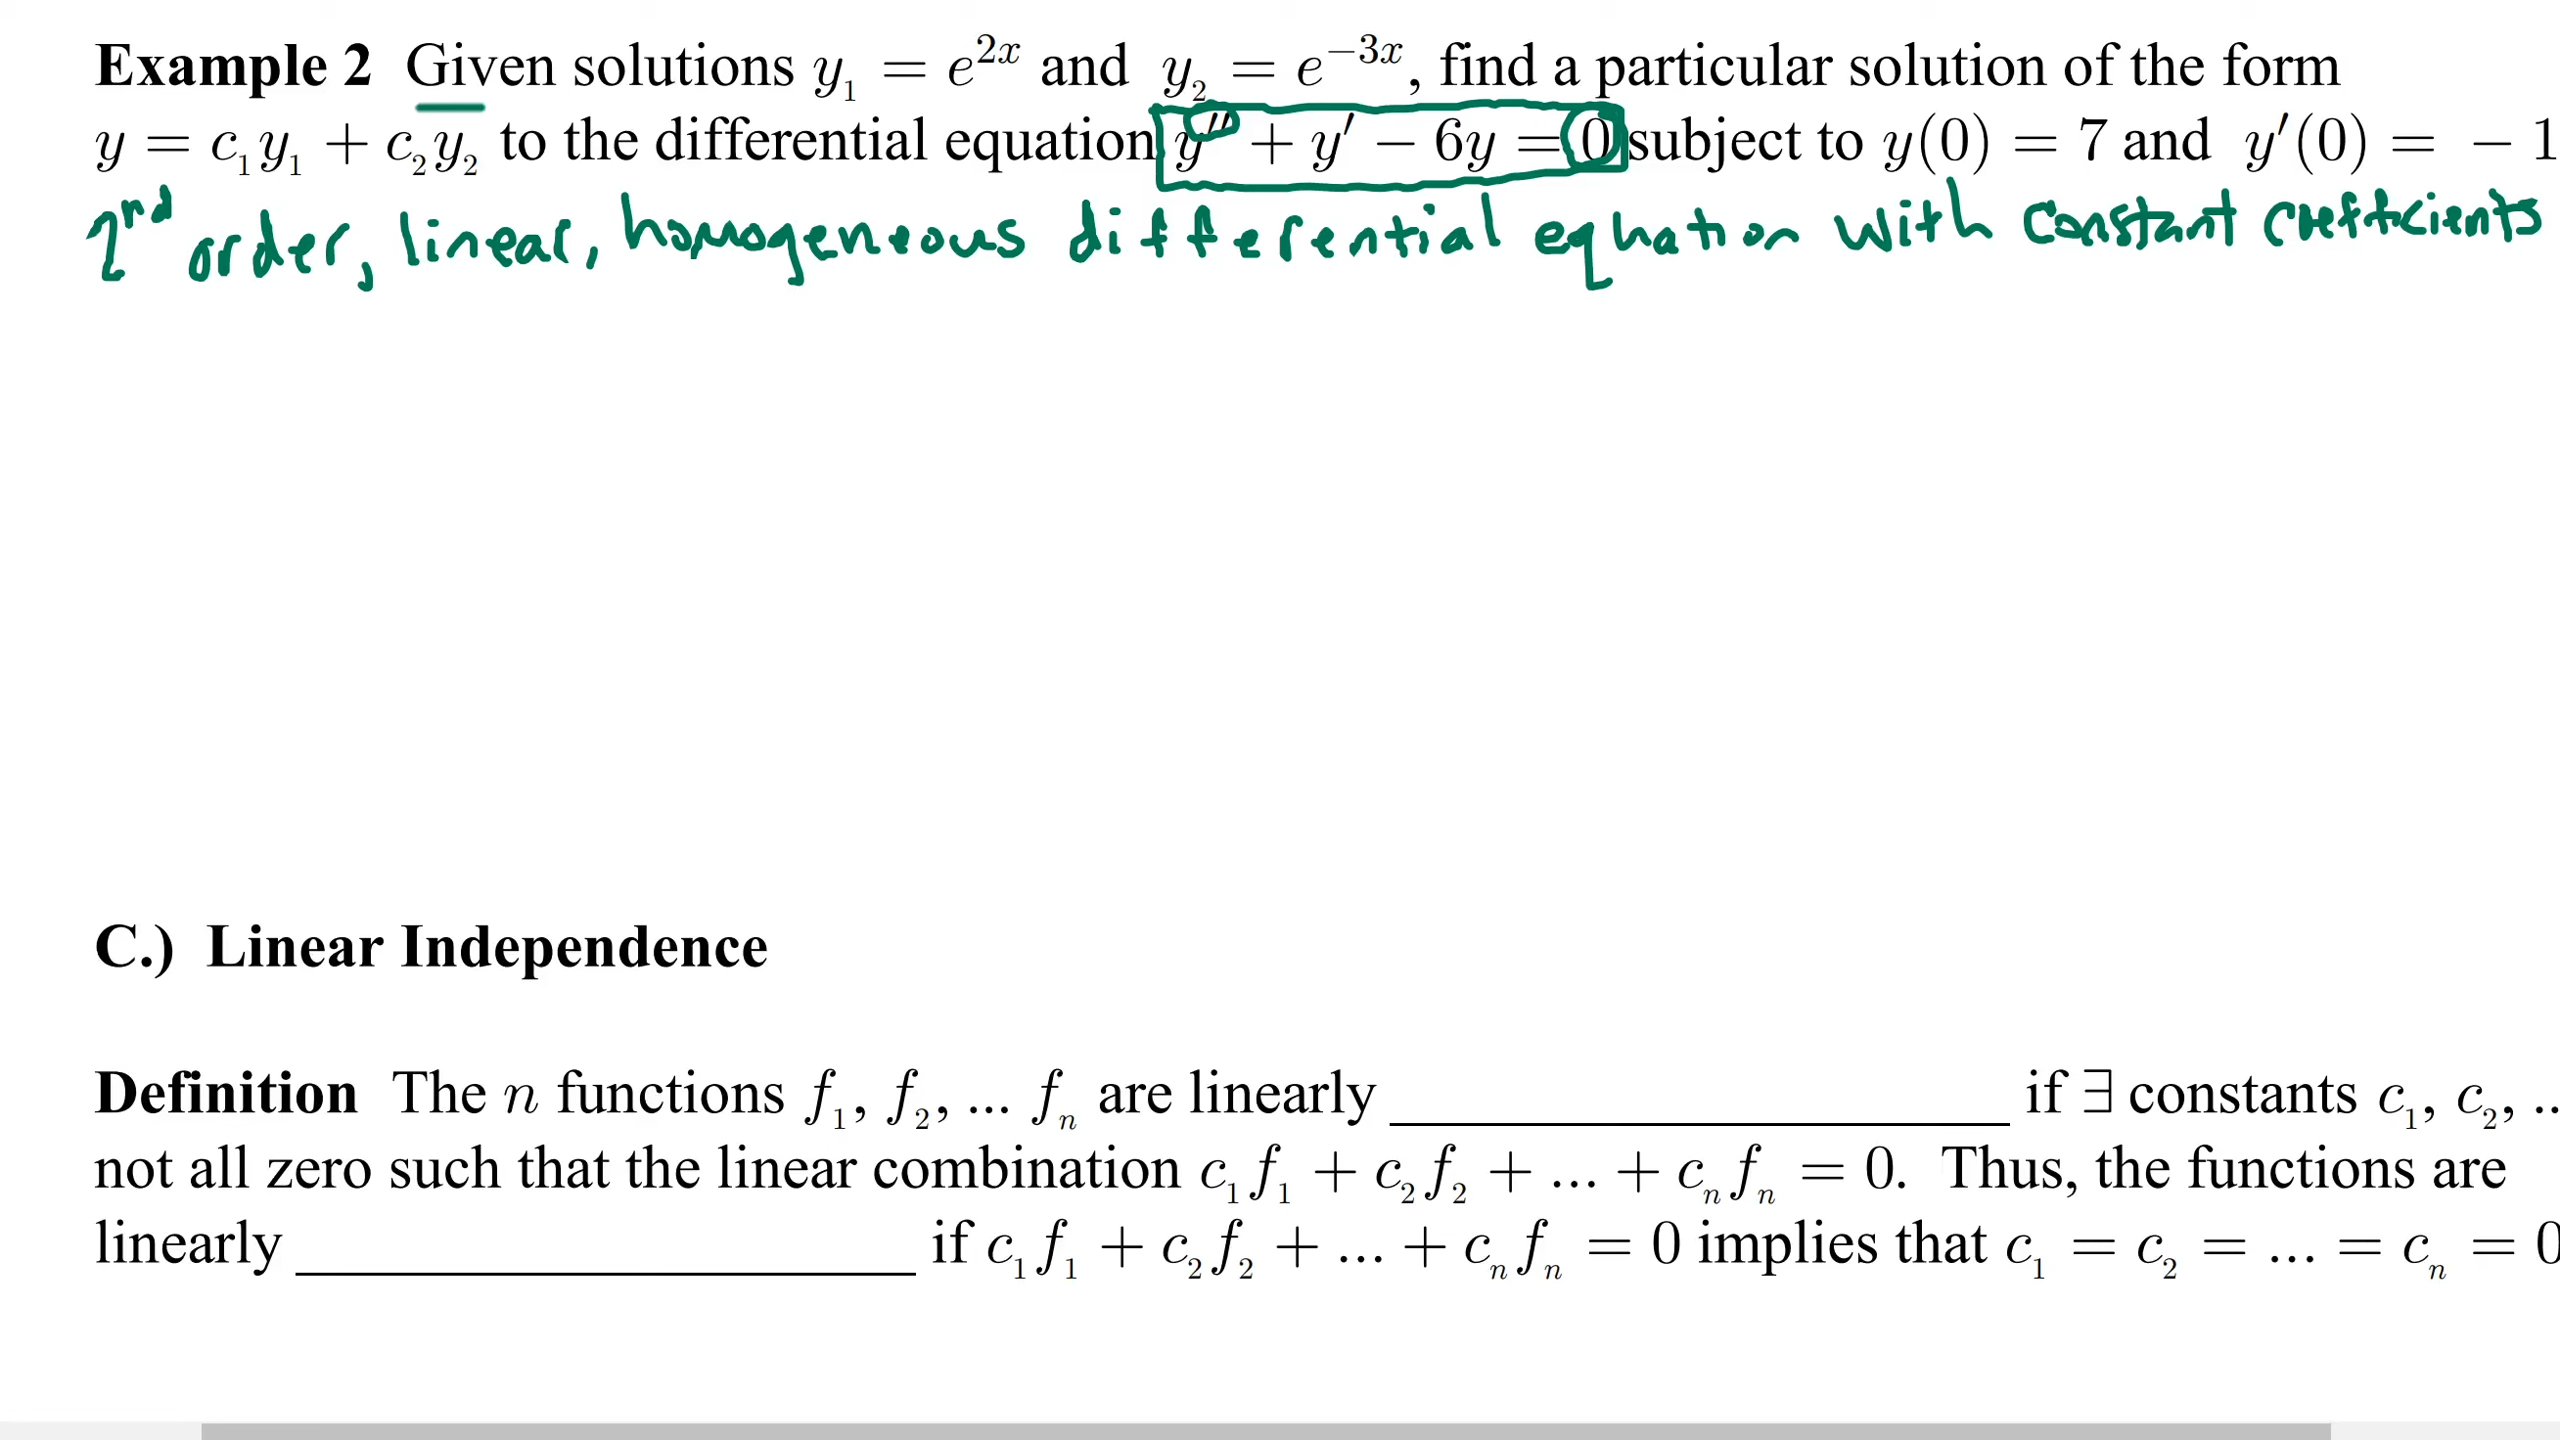 Example 2 Given solutions y₁ = e^{2x} and y₂ = e^{−3x}, find a particular solution of the form
y = c₁y₁ + c₂y₂ to the differential equation y″ + y′ − 6y = 0 subject to y(0) = 7 and y′(0) = − 1
2nd order, linear, homogeneous differential equation with constant coefficients
C.) Linear Independence
Definition The n functions f₁, f₂, ... fₙ are linearly ____________________ if ∃ constants c₁, c₂, ..
not all zero such that the linear combination c₁f₁ + c₂f₂ + ... + cₙfₙ = 0. Thus, the functions are
linearly ____________________ if c₁f₁ + c₂f₂ + ... + cₙfₙ = 0 implies that c₁ = c₂ = ... = cₙ = 0